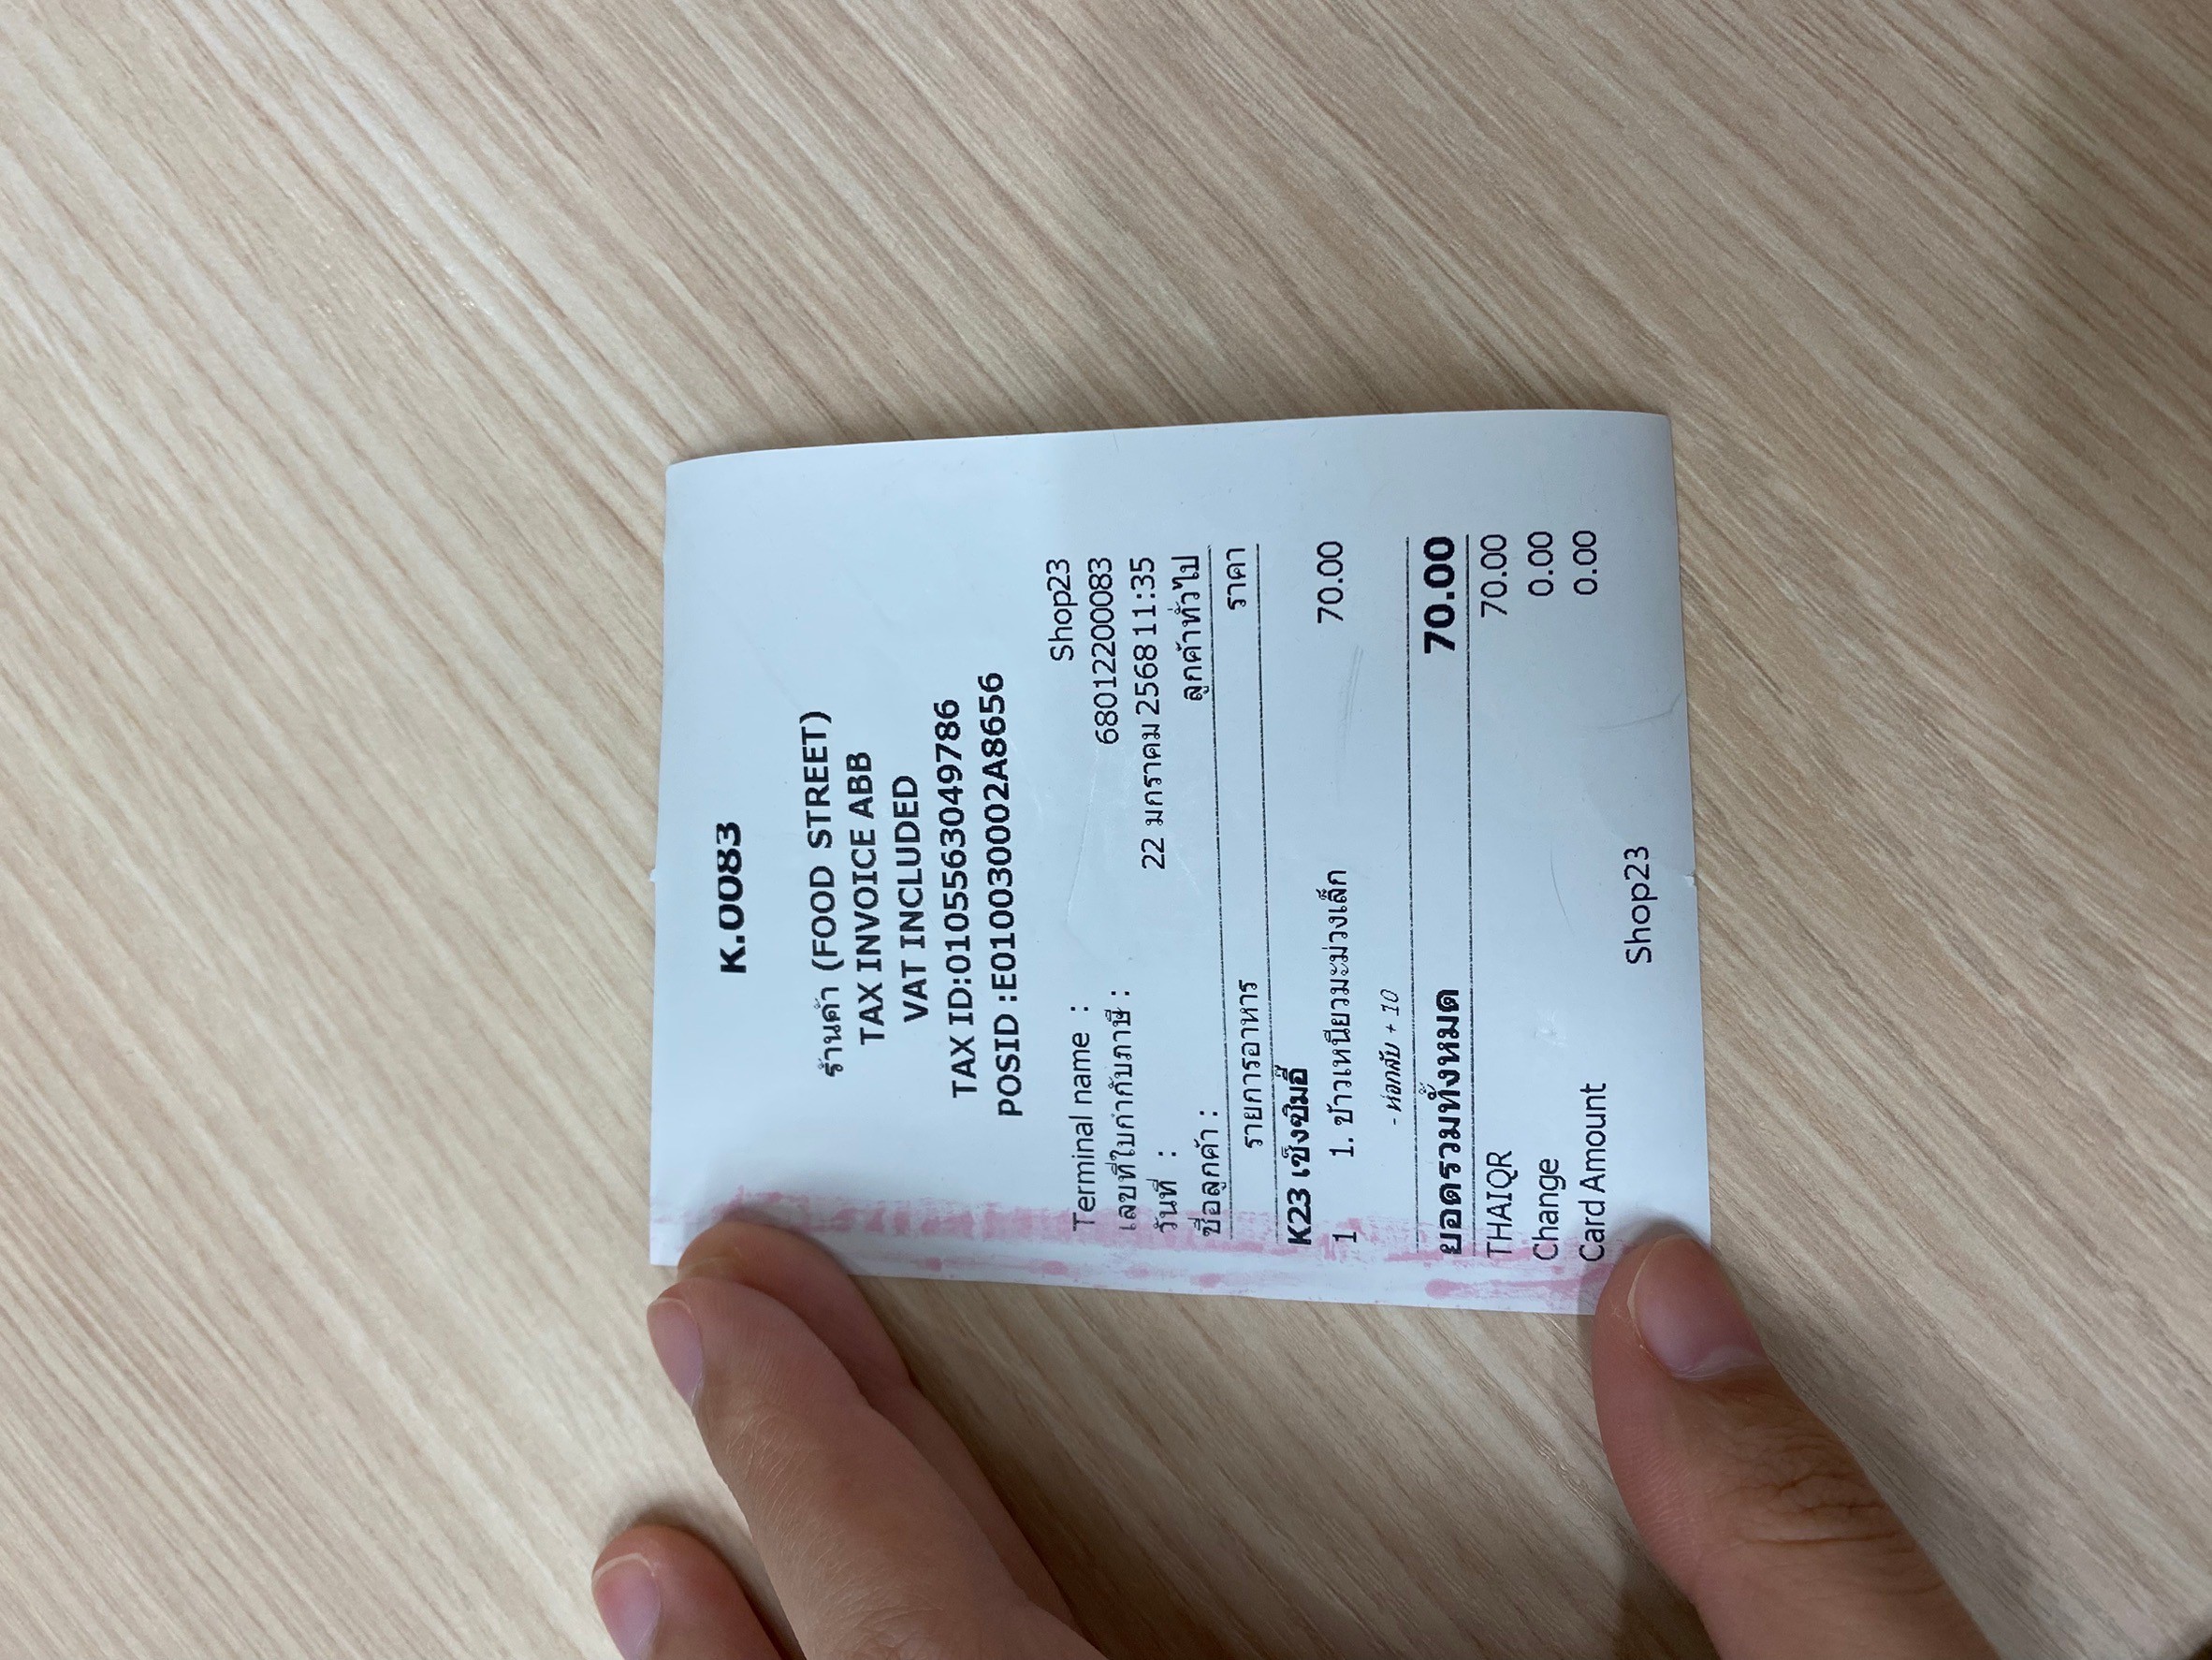 K.0083
ร้านค้า (FOOD STREET)
TAX INVOICE ABB
VAT INCLUDED
TAX ID:0105563049786
POSID :E010030002A8656
Terminal name : Shop23
เลขที่ใบกำกับภาษี : 68012200083
วันที่ : 22 มกราคม 2568 11:35
ชื่อลูกค้า : ลูกค้าทั่วไป
รายการอาหาร ราคา
K23 เช็งซิมอี๊
1 1. ข้าวเหนียวมะม่วงเล็ก 70.00
- ห่อกลับ + 10
ยอดรวมทั้งหมด 70.00
THAIQR 70.00
Change 0.00
Card Amount 0.00
Shop23